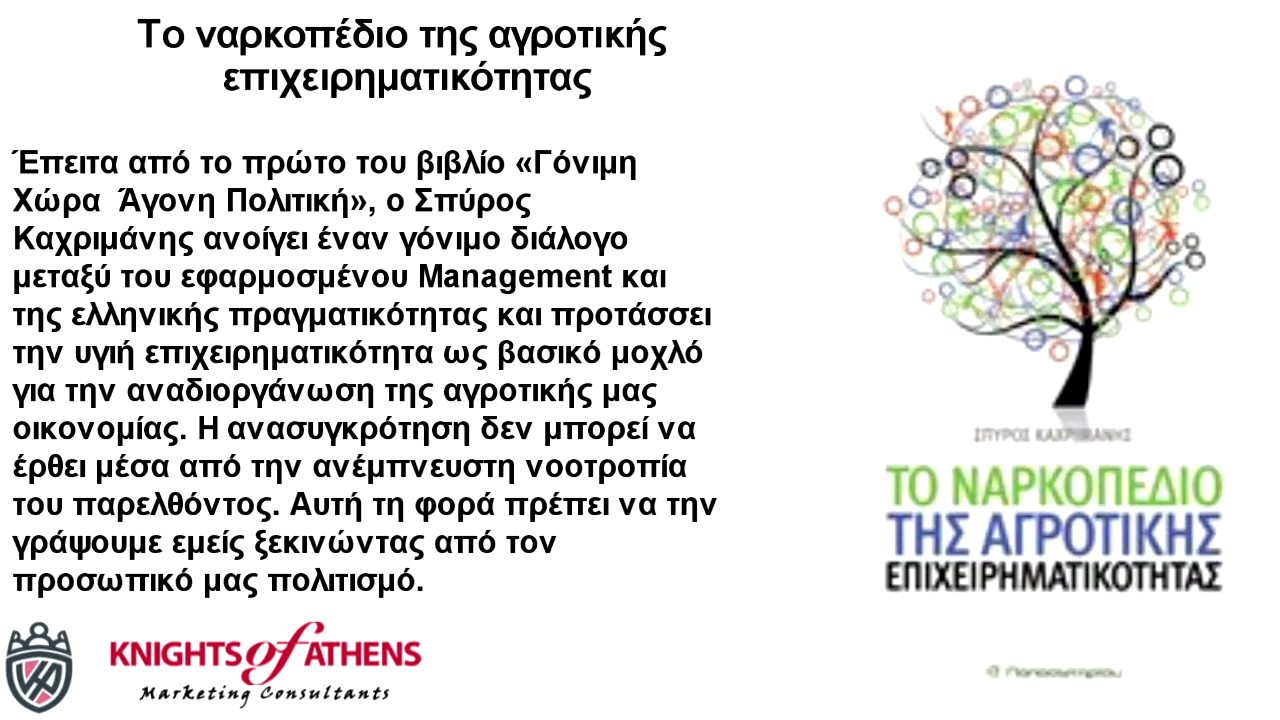 Το ναρκοπέδιο της αγροτικής
επιχειρηματικότητας
Έπειτα από το πρώτο του βιβλίο «Γόνιμη
Χώρα Άγονη Πολιτική», ο Σπύρος
Καχριμάνης ανοίγει έναν γόνιμο διάλογο
μεταξύ του εφαρμοσμένου Management και
της ελληνικής πραγματικότητας και προτάσσει
την υγιή επιχειρηματικότητα ως βασικό μοχλό
για την αναδιοργάνωση της αγροτικής μας
οικονομίας. Η ανασυγκρότηση δεν μπορεί να
έρθει μέσα από την ανέμπνευστη νοοτροπία
του παρελθόντος. Αυτή τη φορά πρέπει να την
γράψουμε εμείς ξεκινώντας από τον
προσωπικό μας πολιτισμό.
KNIGHTS of ATHENS
Marketing Consultants
ΣΠΥΡΟΣ ΚΑΧΡΙΜΑΝΗΣ
ΤΟ ΝΑΡΚΟΠΕΔΙΟ
ΤΗΣ ΑΓΡΟΤΙΚΗΣ
ΕΠΙΧΕΙΡΗΜΑΤΙΚΟΤΗΤΑΣ
Παπασωτηρίου